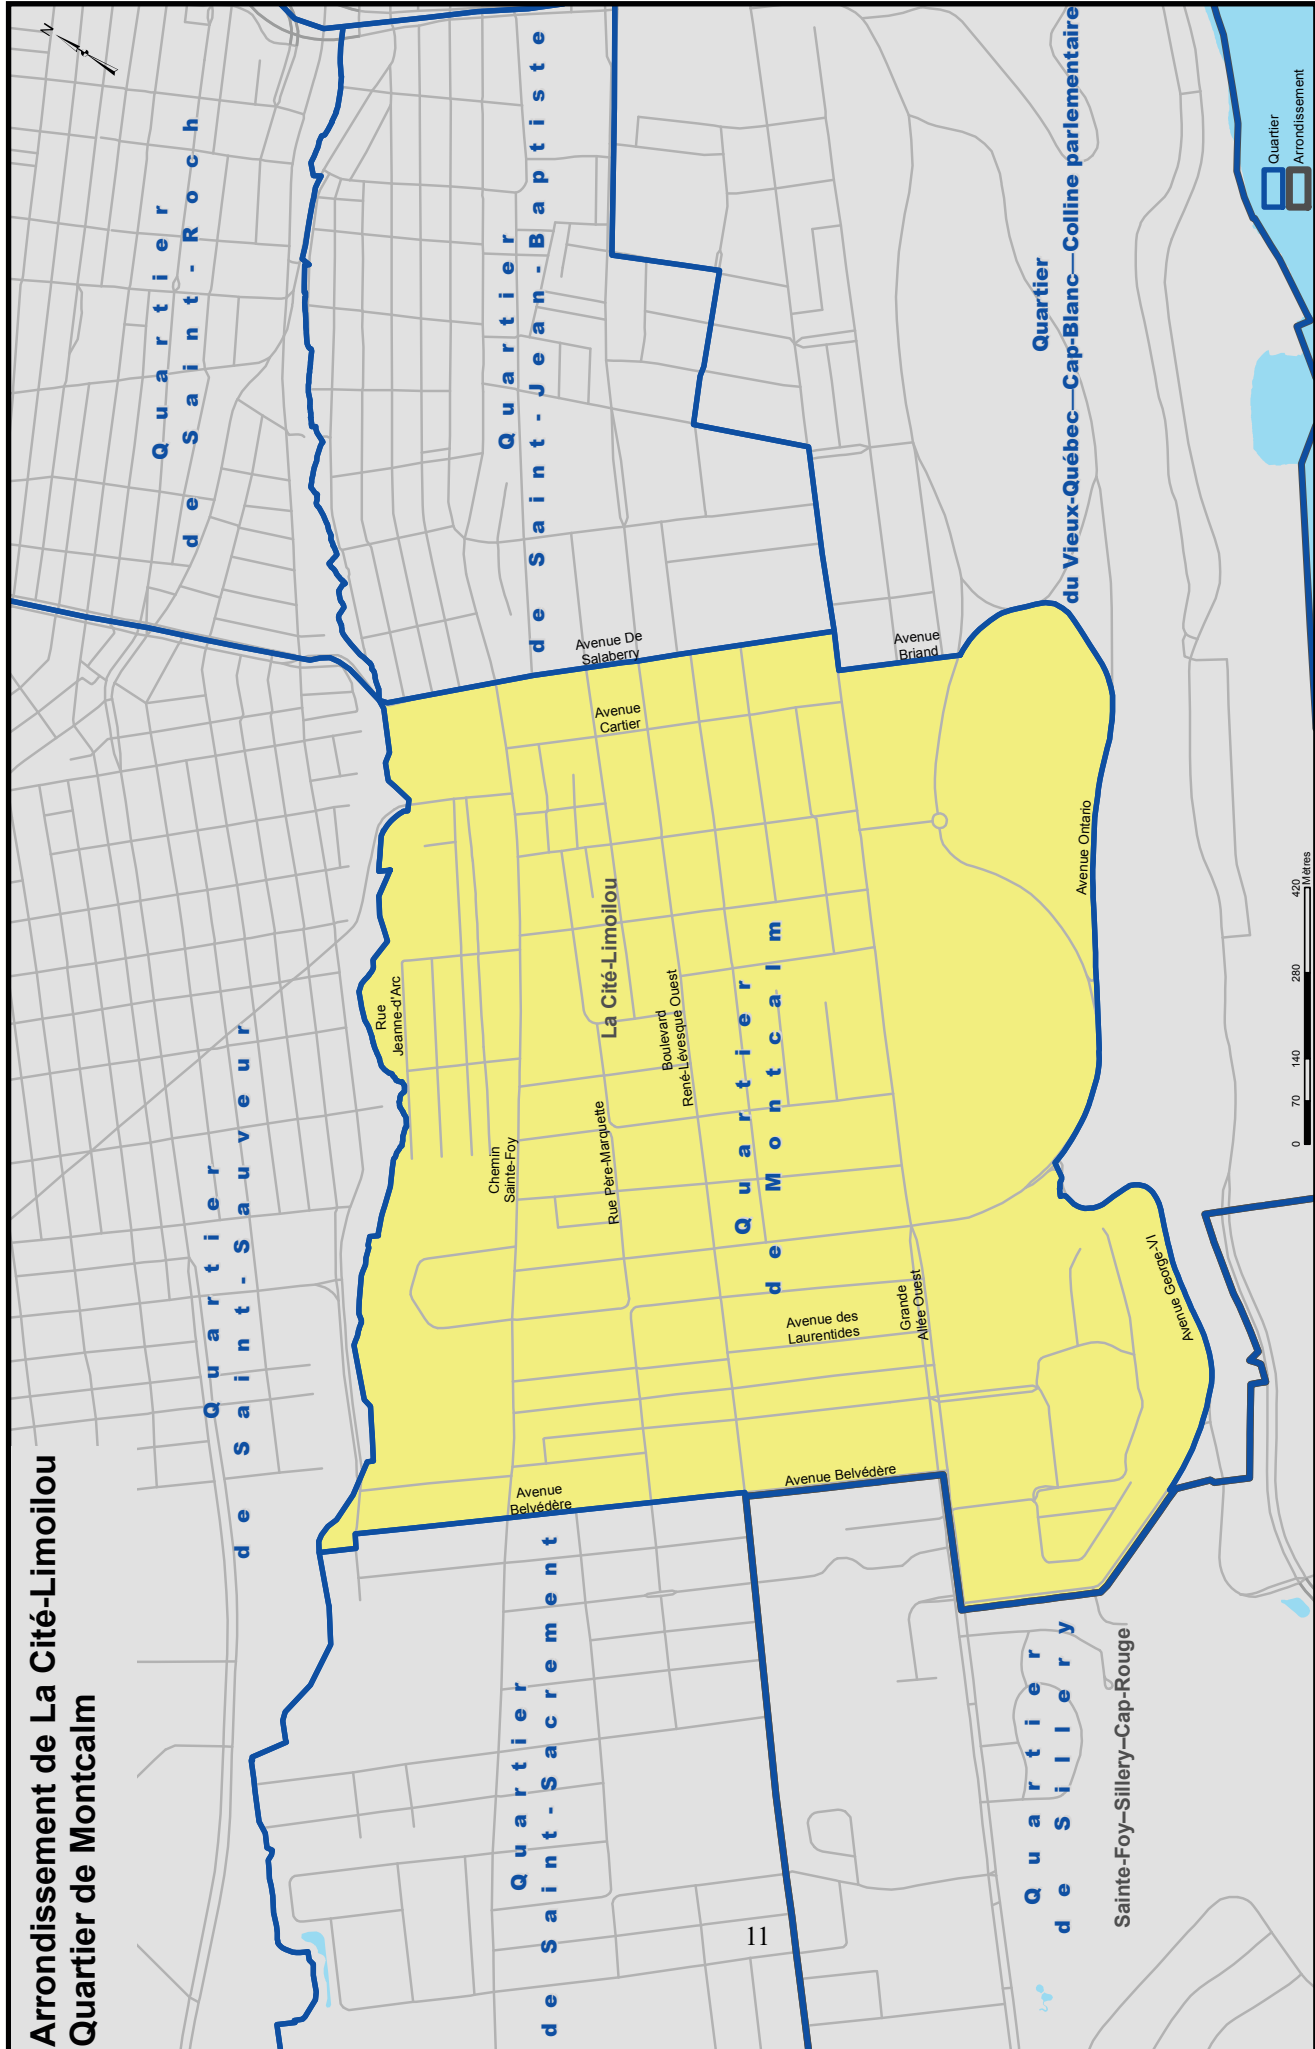 Arrondissement de La Cité-Limoilou
Quartier de Montcalm
N
Quartier
de Saint-Roch
Quartier
de Saint-Jean-Baptiste
Quartier
du Vieux-Québec—Cap-Blanc—Colline parlementaire
Quartier
de Saint-Sauveur
Avenue De
Salaberry
Avenue
Cartier
Avenue
Briand
Rue
Jeanne-d'Arc
La Cité-Limoilou
Boulevard
René-Lévesque Ouest
Quartier
de Montcalm
Avenue Ontario
Chemin
Sainte-Foy
Rue Père-Marquette
Avenue des
Laurentides
Grande
Allée Ouest
Avenue George-VI
Avenue
Belvédère
Avenue Belvédère
Quartier
de Saint-Sacrement
Quartier
de Sillery
Sainte-Foy–Sillery–Cap-Rouge
0 70 140 280 420
Mètres
Quartier
Arrondissement
11